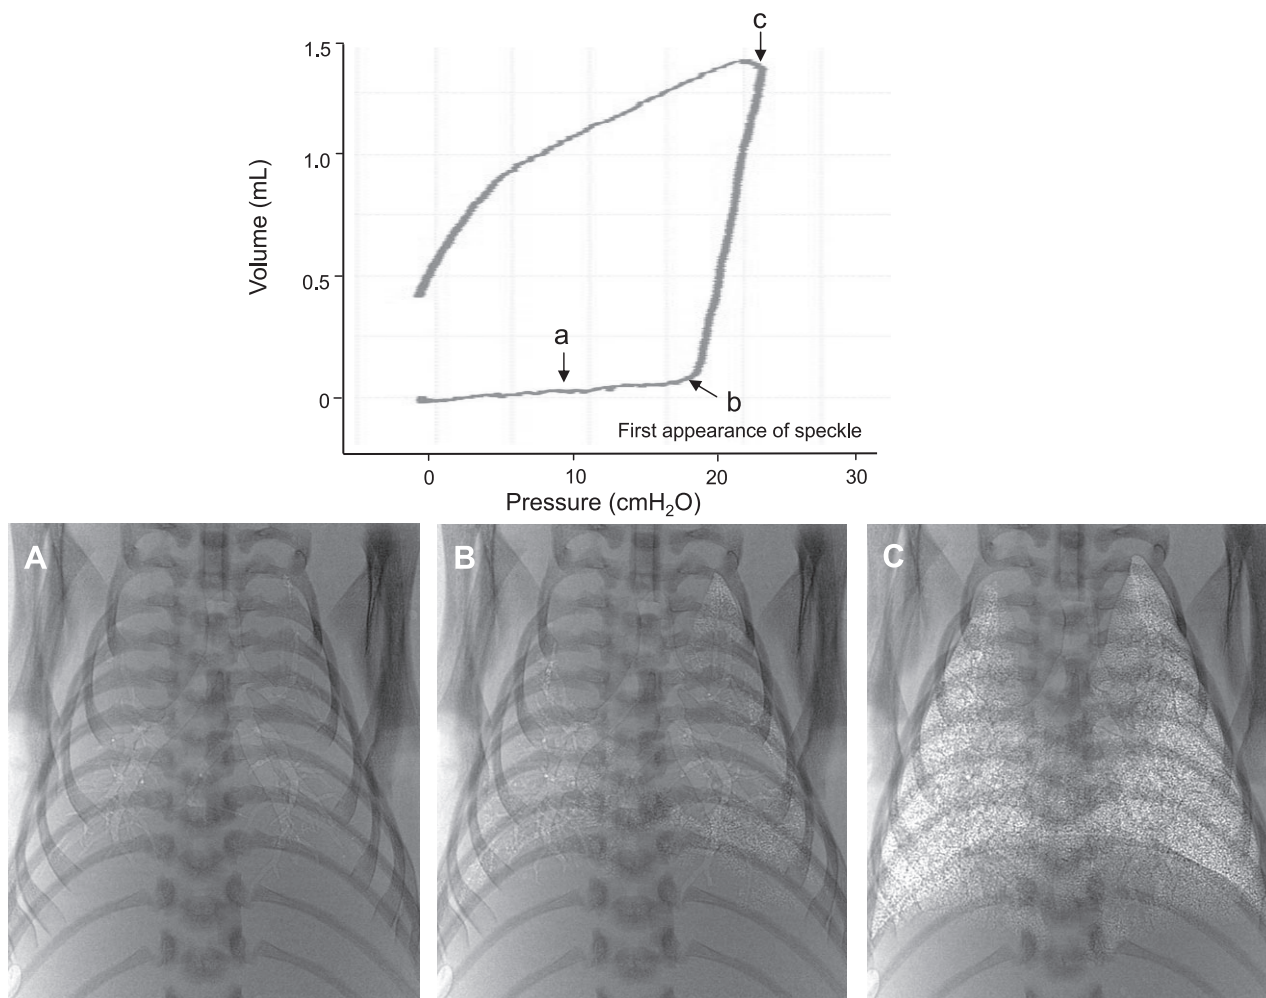 c
1.5
1.0
Volume (mL)
0.5
a
0
b
First appearance of speckle
0 10 20 30
Pressure (cmH₂O)
A B C